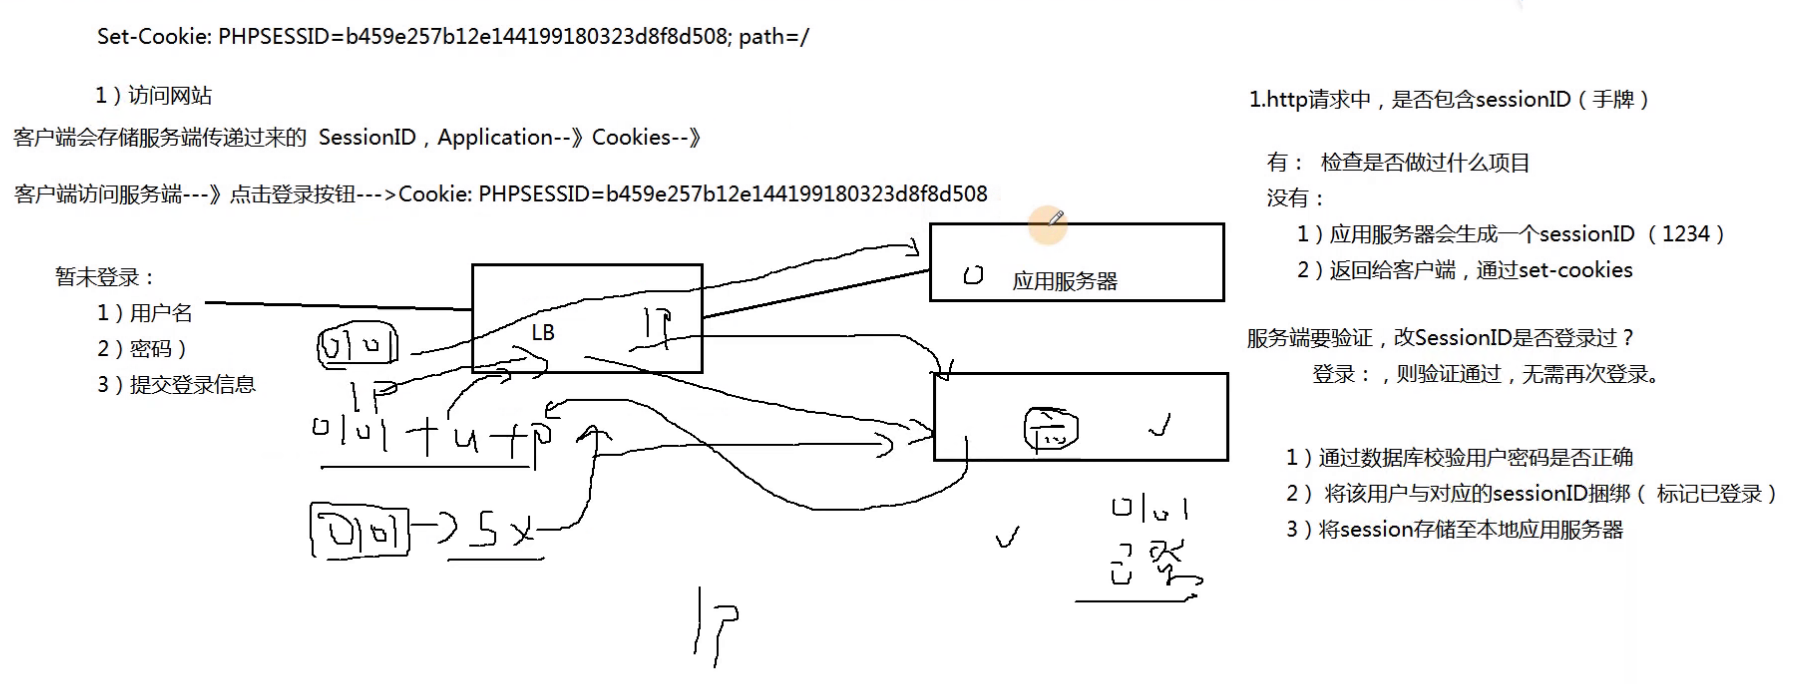 Set-Cookie: PHPSESSID=b459e257b12e144199180323d8f8d508; path=/
1）访问网站
客户端会存储服务端传递过来的 SessionID，Application--》Cookies--》
客户端访问服务端---》点击登录按钮--->Cookie: PHPSESSID=b459e257b12e144199180323d8f8d508
暂未登录：
1）用户名
2）密码）
3）提交登录信息
0101
IP
0101 + u + p
0101 -> 5x
LB
IP
应用服务器
IP
0101
1.http请求中，是否包含sessionID（手牌）
有： 检查是否做过什么项目
没有：
1）应用服务器会生成一个sessionID （1234）
2）返回给客户端，通过set-cookies
服务端要验证，改SessionID是否登录过？
登录：，则验证通过，无需再次登录。
1）通过数据库校验用户密码是否正确
2） 将该用户与对应的sessionID捆绑（ 标记已登录）
3）将session存储至本地应用服务器